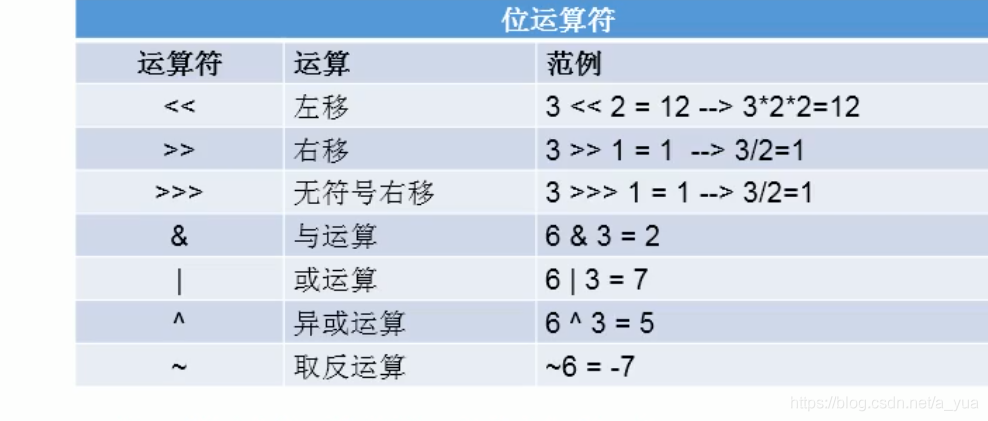 位运算符
运算符 运算 范例
<< 左移 3 << 2 = 12 --> 3*2*2=12
>> 右移 3 >> 1 = 1 --> 3/2=1
>>> 无符号右移 3 >>> 1 = 1 --> 3/2=1
& 与运算 6 & 3 = 2
| 或运算 6 | 3 = 7
^ 异或运算 6 ^ 3 = 5
~ 取反运算 ~6 = -7
https://blog.csdn.net/a_yua